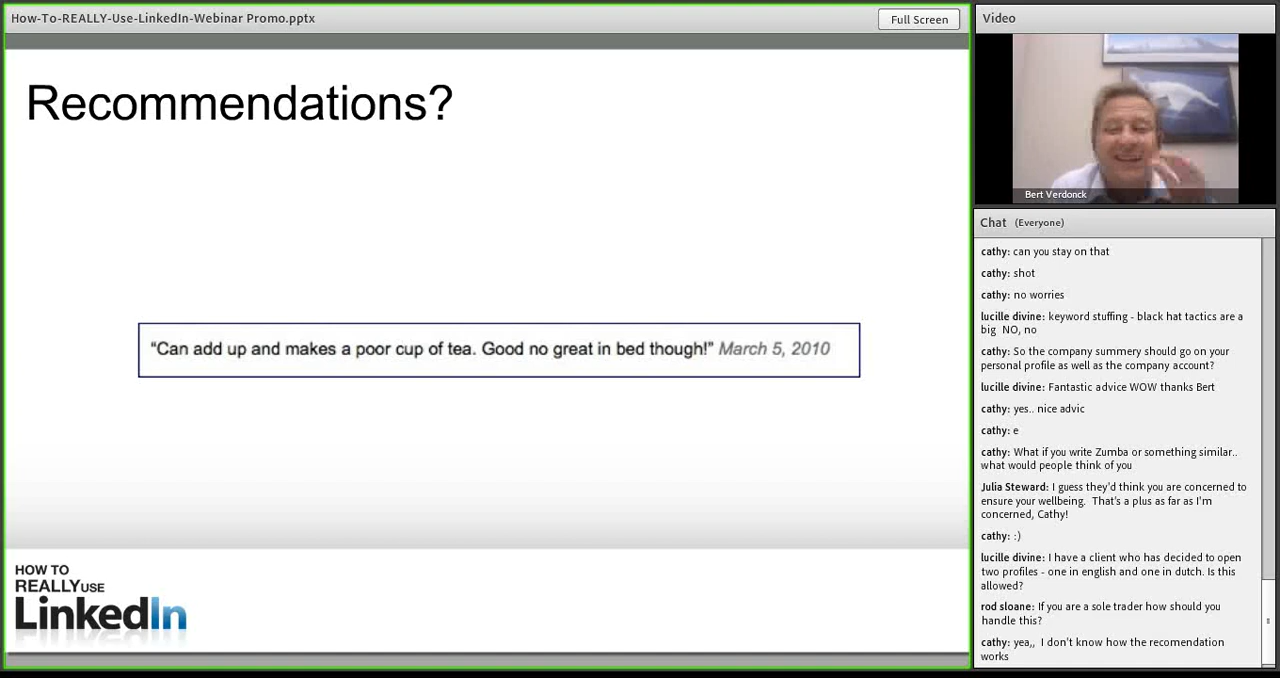 How-To-REALLY-Use-LinkedIn-Webinar Promo.pptx
Full Screen
Recommendations?
“Can add up and makes a poor cup of tea. Good no great in bed though!” March 5, 2010
HOW TO
REALLY USE
LinkedIn
Video
Bert Verdonck
Chat (Everyone)
cathy: can you stay on that
cathy: shot
cathy: no worries
lucille divine: keyword stuffing - black hat tactics are a
big NO, no
cathy: So the company summery should go on your
personal profile as well as the company account?
lucille divine: Fantastic advice WOW thanks Bert
cathy: yes.. nice advic
cathy: e
cathy: What if you write Zumba or something similar..
what would people think of you
Julia Steward: I guess they'd think you are concerned to
ensure your wellbeing. That's a plus as far as I'm
concerned, Cathy!
cathy: :)
lucille divine: I have a client who has decided to open
two profiles - one in english and one in dutch. Is this
allowed?
rod sloane: If you are a sole trader how should you
handle this?
cathy: yea,, I don't know how the recomendation
works